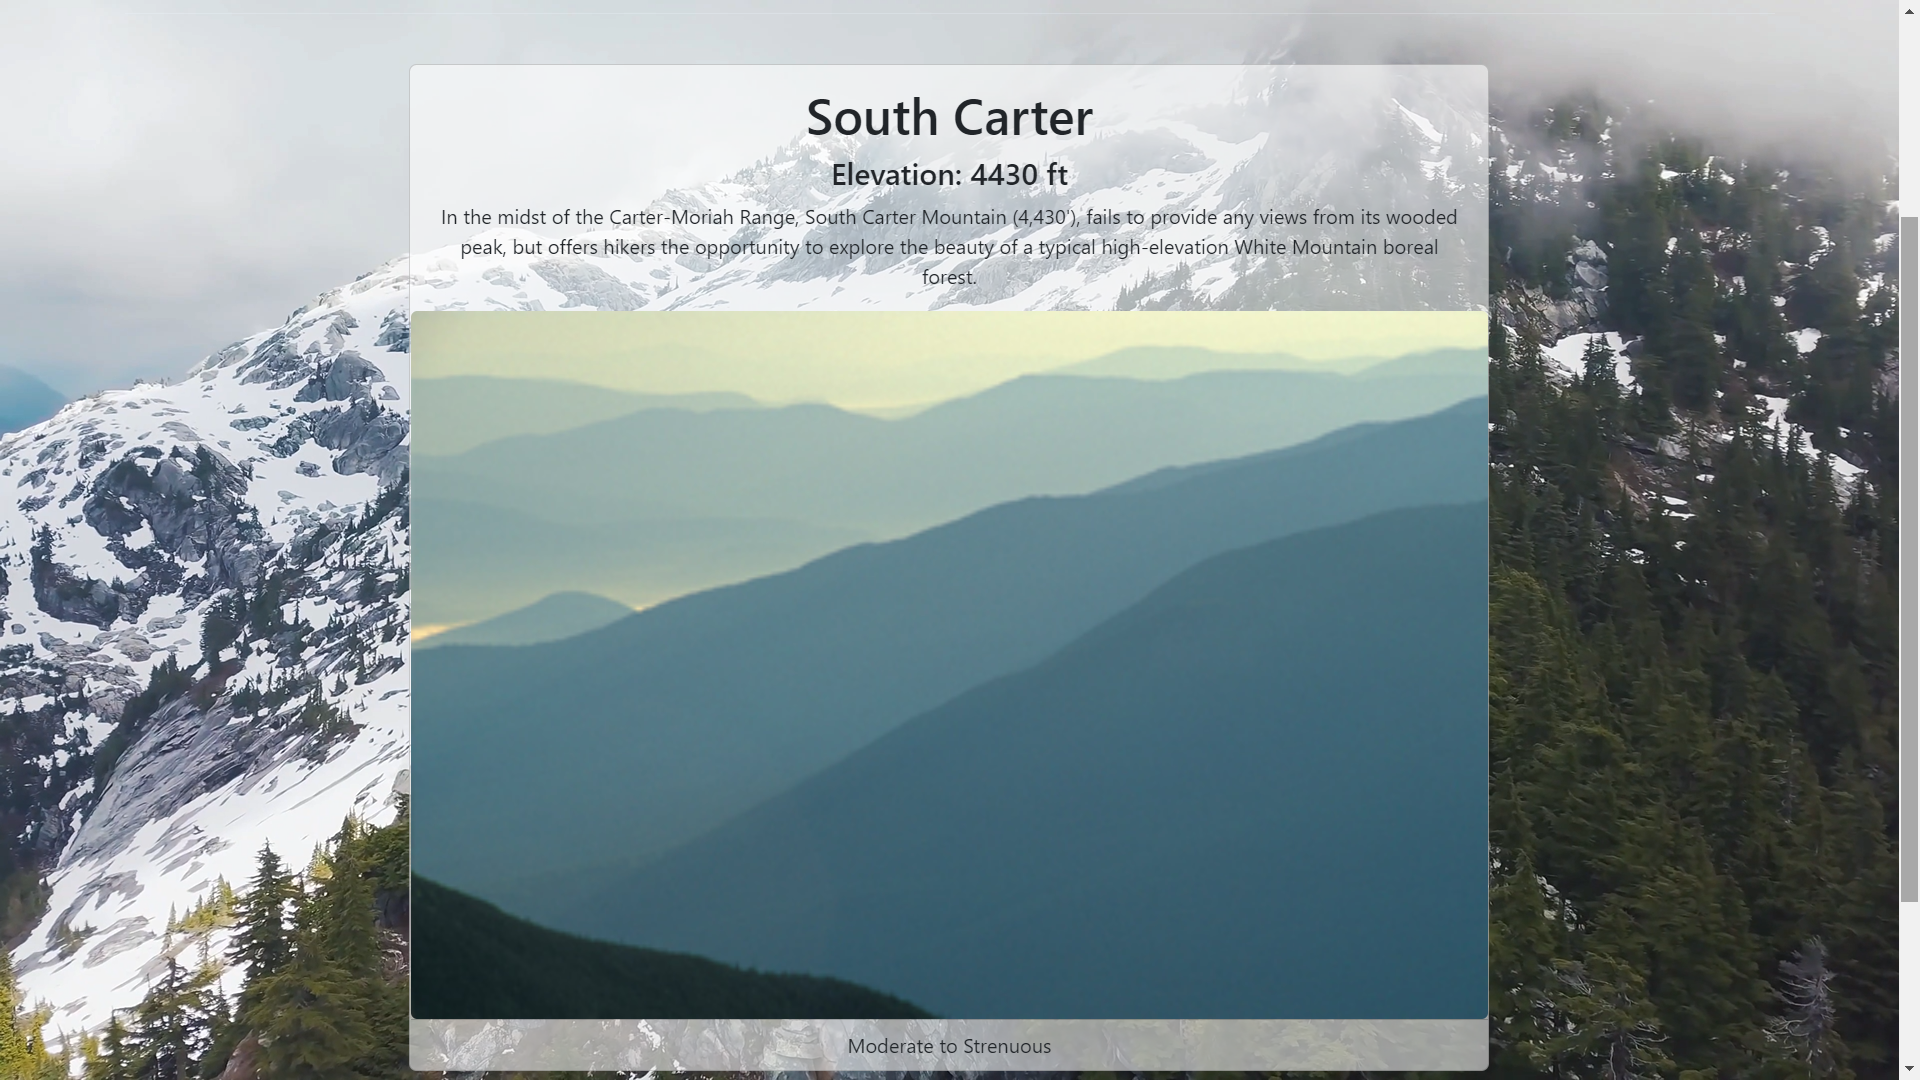 South Carter
Elevation: 4430 ft
In the midst of the Carter-Moriah Range, South Carter Mountain (4,430'), fails to provide any views from its wooded
peak, but offers hikers the opportunity to explore the beauty of a typical high-elevation White Mountain boreal
forest.
Moderate to Strenuous